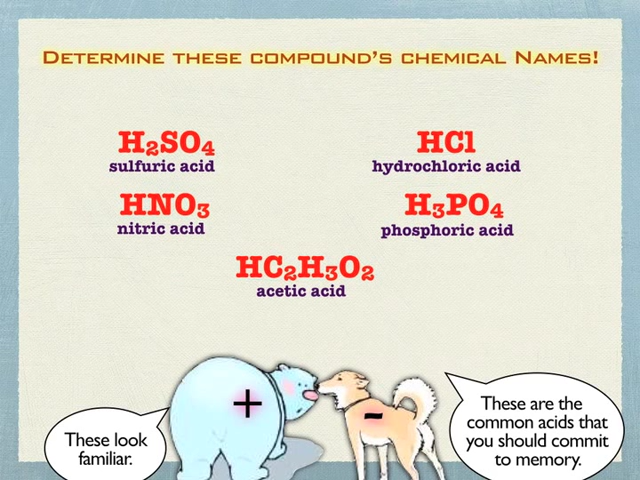 DETERMINE THESE COMPOUND'S CHEMICAL NAMES!
H₂SO₄
sulfuric acid
HCl
hydrochloric acid
HNO₃
nitric acid
H₃PO₄
phosphoric acid
HC₂H₃O₂
acetic acid
+
-
These look
familiar.
These are the
common acids that
you should commit
to memory.